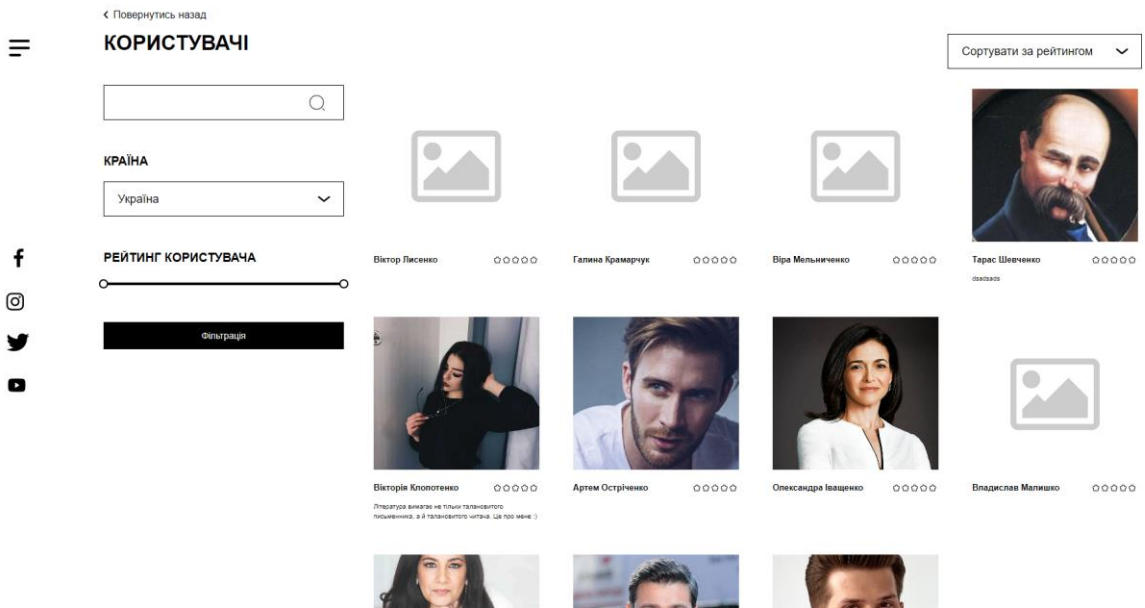 Повернутись назад
КОРИСТУВАЧІ
Сортувати за рейтингом
КРАЇНА
Україна
РЕЙТИНГ КОРИСТУВАЧА
Фільтрація
Віктор Лисенко
Галина Крамарчук
Віра Мельниченко
Тарас Шевченко
dsadsads
Вікторія Клопотенко
Література вимагає не тільки талановитого
письменника, а й талановитого читача. Це про мене :)
Артем Остріченко
Олександра Іващенко
Владислав Малишко